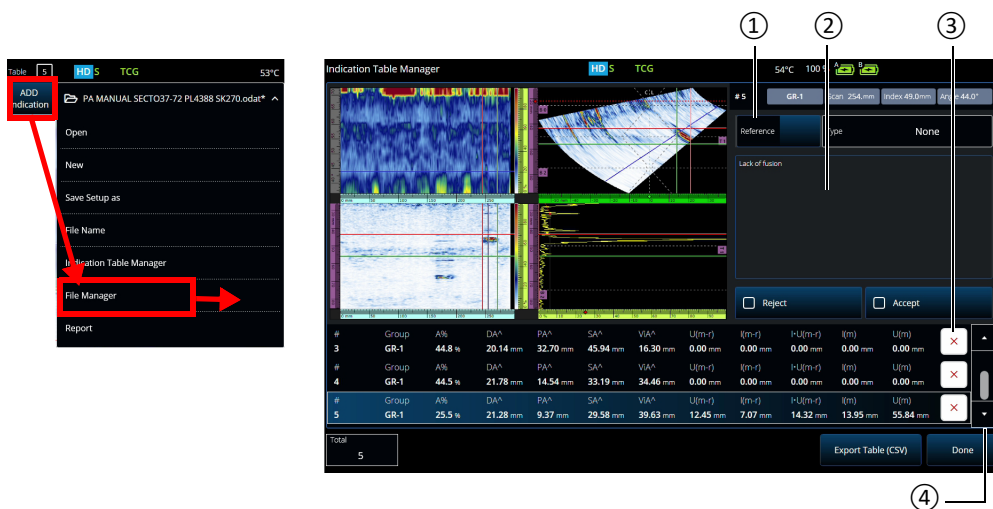 ① ② ③
Table 5 HD S TCG 53°C
ADD
Indication
PA MANUAL SECTO37-72 PL4388 SK270.odat*
Open
New
Save Setup as
File Name
Indication Table Manager
File Manager
Report
Indication Table Manager HD S TCG 54°C 100 A B
# 5 GR-1 Scan 254.mm Index 49.0mm Angle 44.0°
Reference Type None
Lack of fusion
Reject Accept
# Group A% DA^ PA^ SA^ ViA^ U(m-r) I(m-r) I•U(m-r) I(m) U(m)
3 GR-1 44.8 % 20.14 mm 32.70 mm 45.94 mm 16.30 mm 0.00 mm 0.00 mm 0.00 mm 0.00 mm 0.00 mm
# Group A% DA^ PA^ SA^ ViA^ U(m-r) I(m-r) I•U(m-r) I(m) U(m)
4 GR-1 44.5 % 21.78 mm 14.54 mm 33.19 mm 34.46 mm 0.00 mm 0.00 mm 0.00 mm 0.00 mm 0.00 mm
# Group A% DA^ PA^ SA^ ViA^ U(m-r) I(m-r) I•U(m-r) I(m) U(m)
5 GR-1 25.5 % 21.28 mm 9.37 mm 29.58 mm 39.63 mm 12.45 mm 7.07 mm 14.32 mm 13.95 mm 55.84 mm
Total
5
Export Table (CSV) Done
④